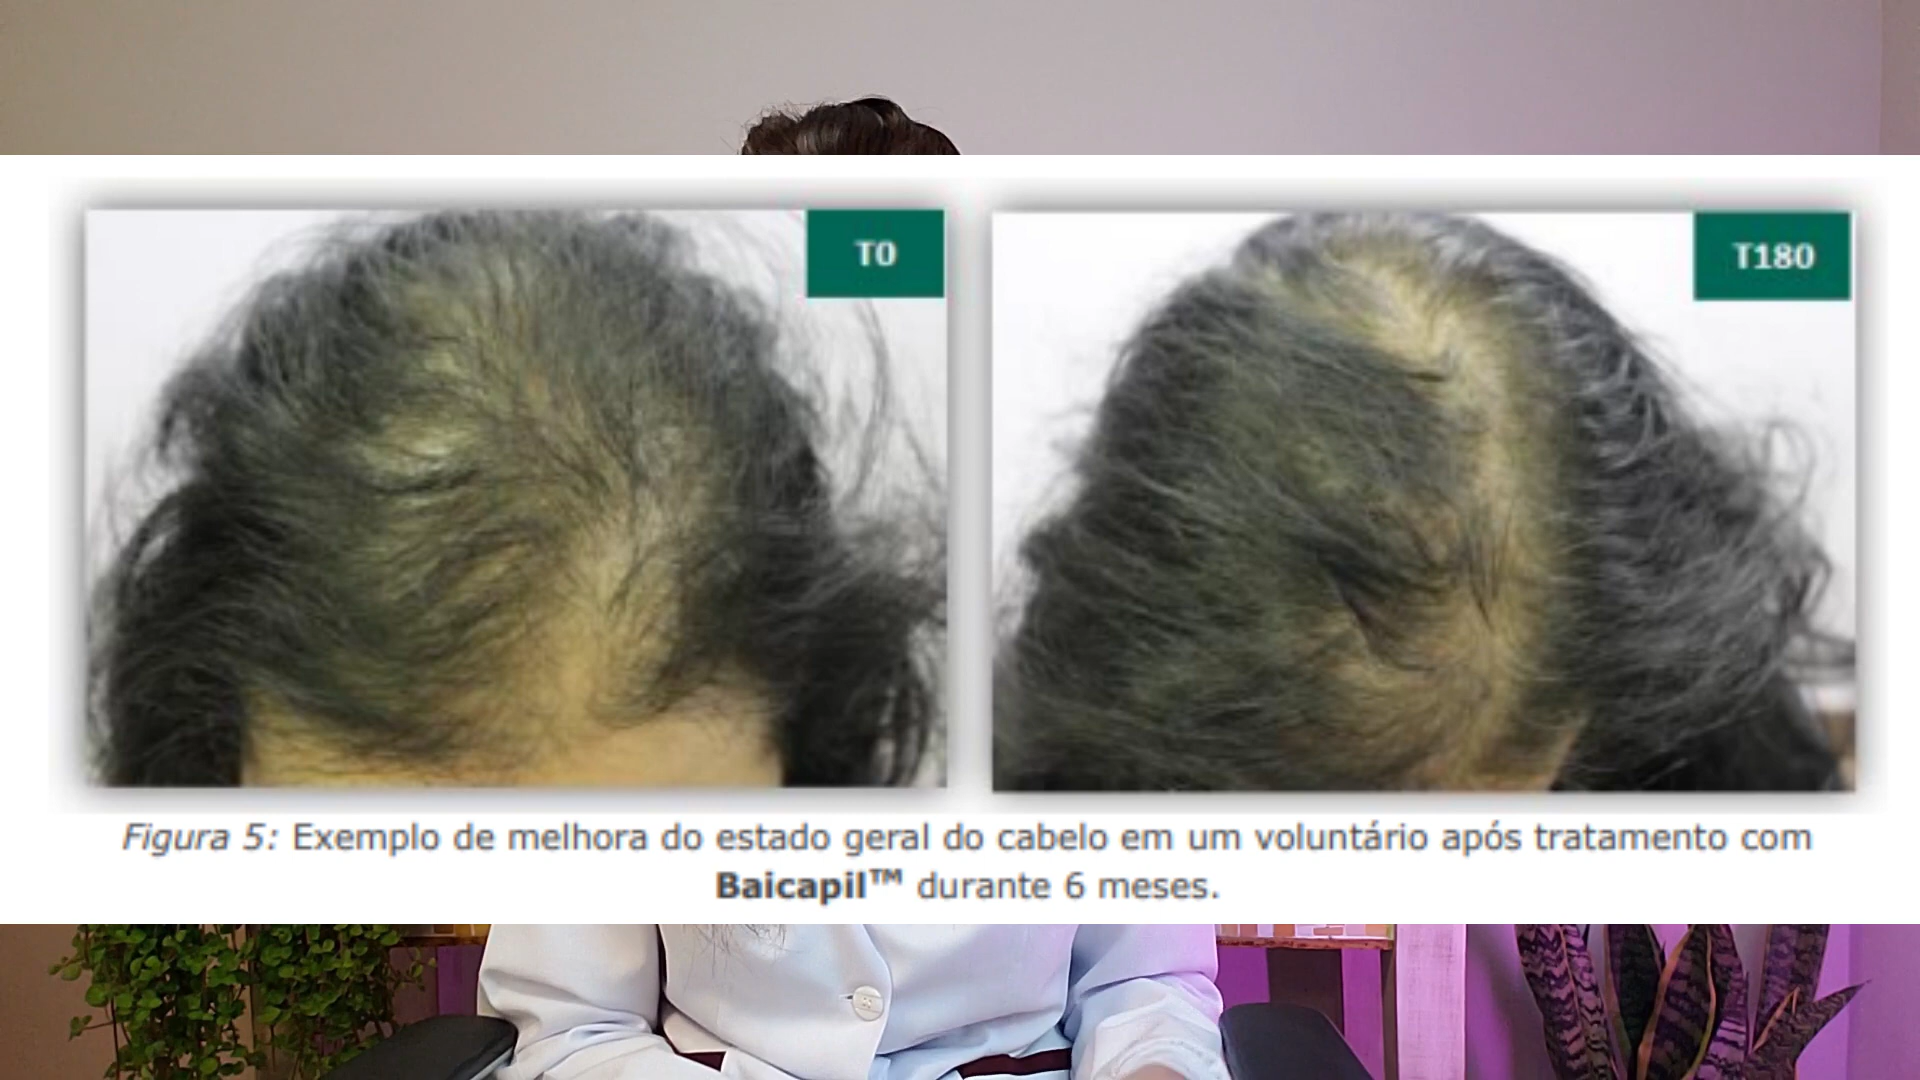 T0
T180
Figura 5: Exemplo de melhora do estado geral do cabelo em um voluntário após tratamento com
Baicapil™ durante 6 meses.